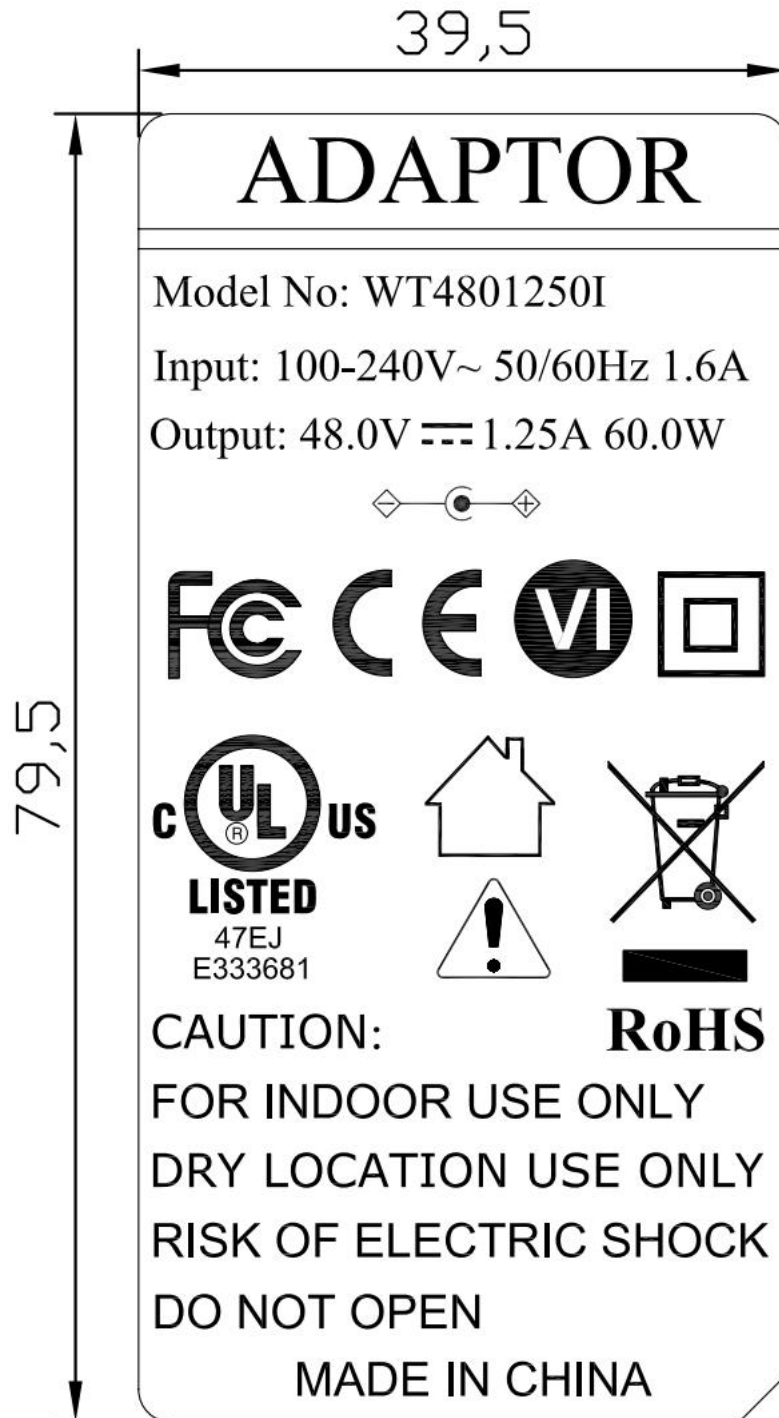 39,5
79,5
ADAPTOR
Model No: WT4801250I
Input: 100-240V~ 50/60Hz 1.6A
Output: 48.0V ⎓ 1.25A 60.0W
FC CE VI
C UL ® US
LISTED
47EJ
E333681
CAUTION: RoHS
FOR INDOOR USE ONLY
DRY LOCATION USE ONLY
RISK OF ELECTRIC SHOCK
DO NOT OPEN
MADE IN CHINA